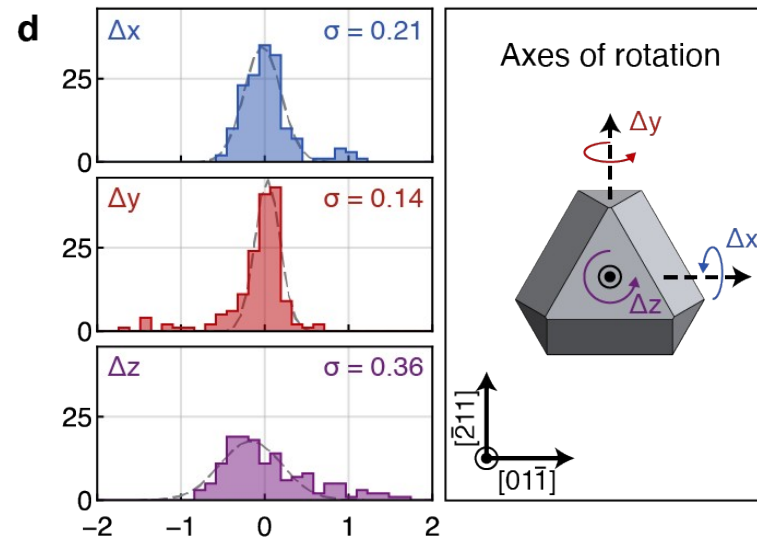 d
Δx
σ = 0.21
25
0
Δy
σ = 0.14
25
0
Δz
σ = 0.36
25
0
−2
−1
0
1
2
Axes of rotation
Δy
Δx
Δz
[2̄11]
[011̄]